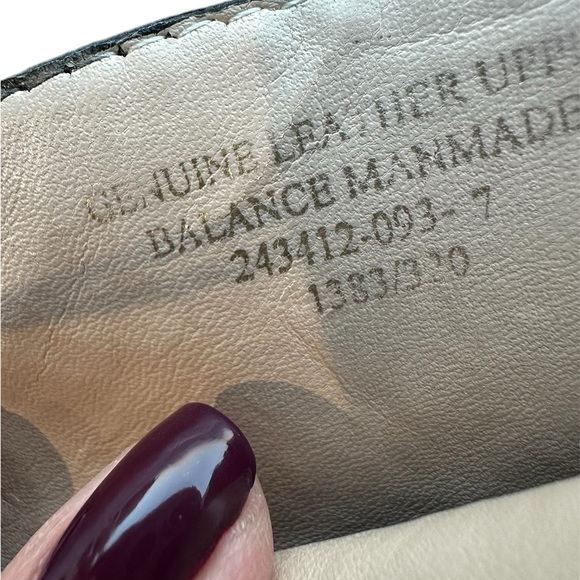 GENUINE LEATHER UPP
BALANCE MANMADE
243412-093- 7
1383/320